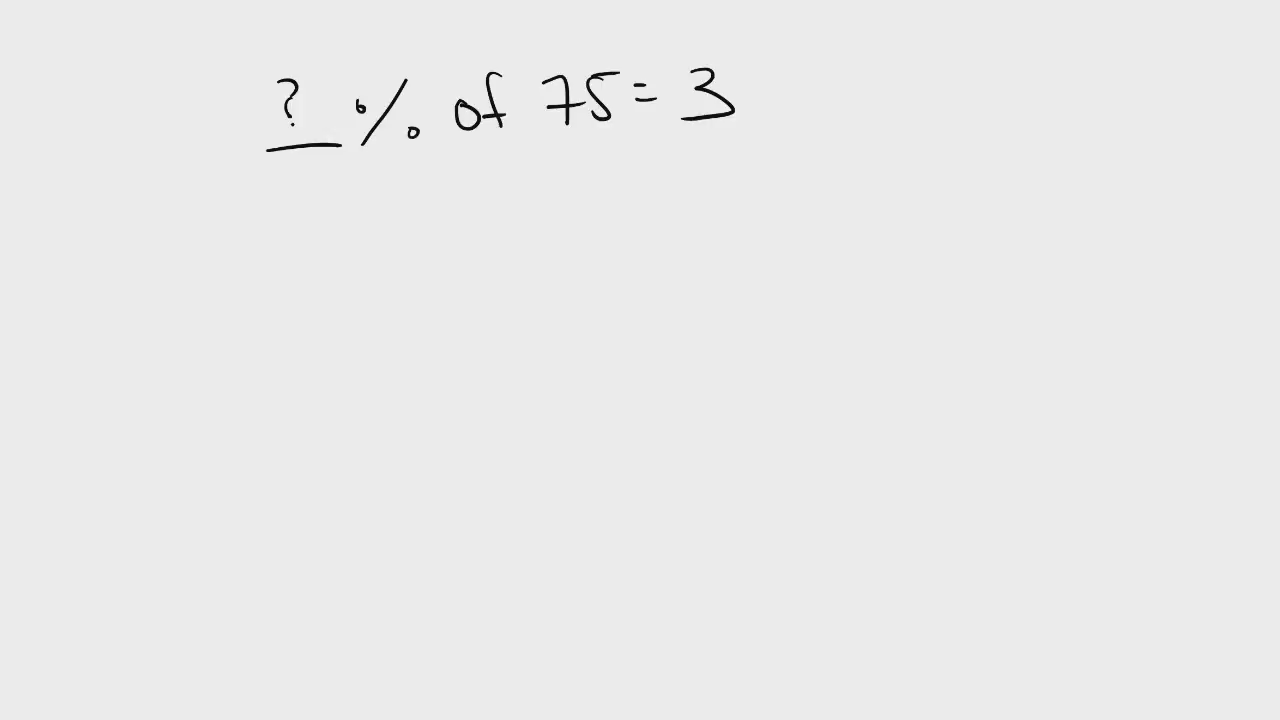 ? % of 75 = 3